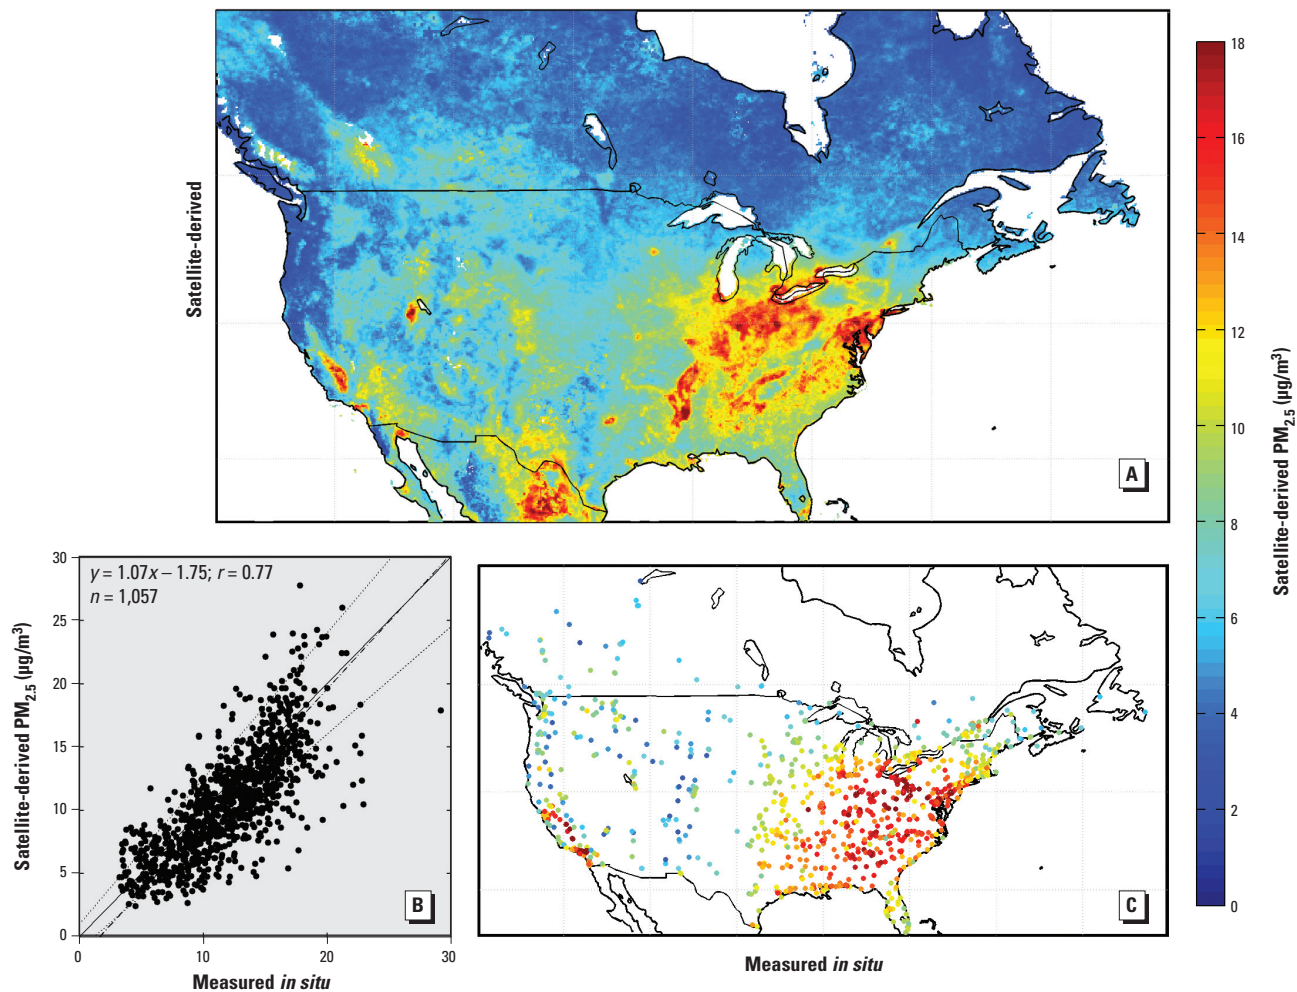 Satellite-derived
A
18
16
14
12
10
8
6
4
2
0
Satellite-derived PM2.5 (µg/m³)
y = 1.07x – 1.75; r = 0.77
n = 1,057
30
25
20
15
10
5
0
Satellite-derived PM2.5 (µg/m³)
B
0 10 20 30
Measured in situ
C
Measured in situ